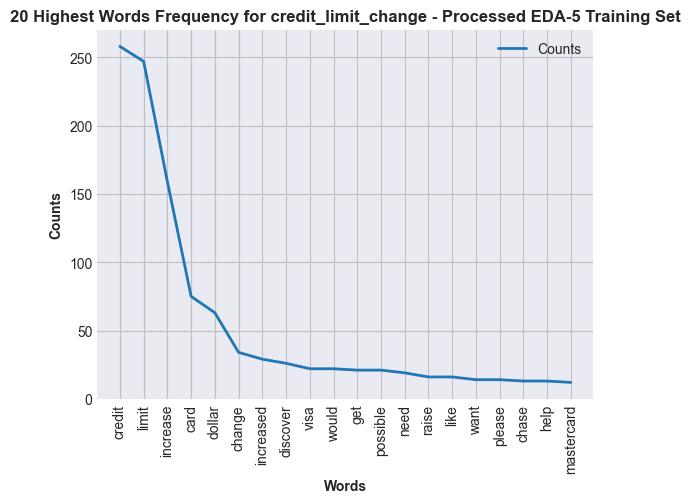 20 Highest Words Frequency for credit_limit_change - Processed EDA-5 Training Set
Counts
250
200
150
100
50
0
Counts
credit
limit
increase
card
dollar
change
increased
discover
visa
would
get
possible
need
raise
like
want
please
chase
help
mastercard
Words